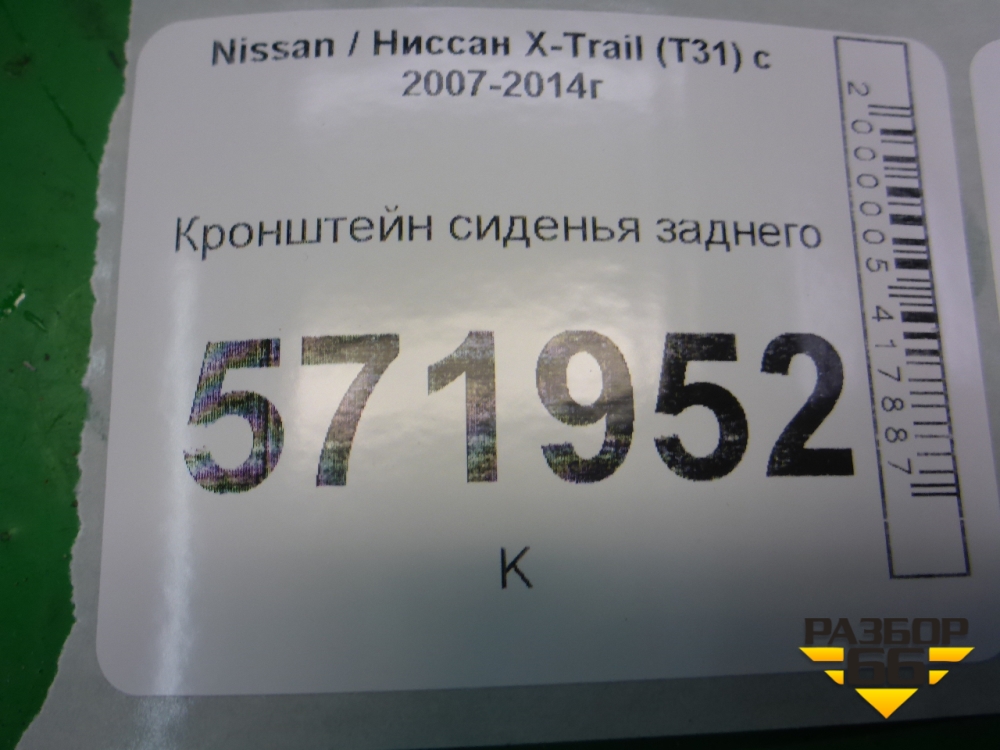 Nissan / Ниссан X-Trail (T31) с
2007-2014г
Кронштейн сиденья заднего
571952
К
2000005417887
РАЗБОР
66